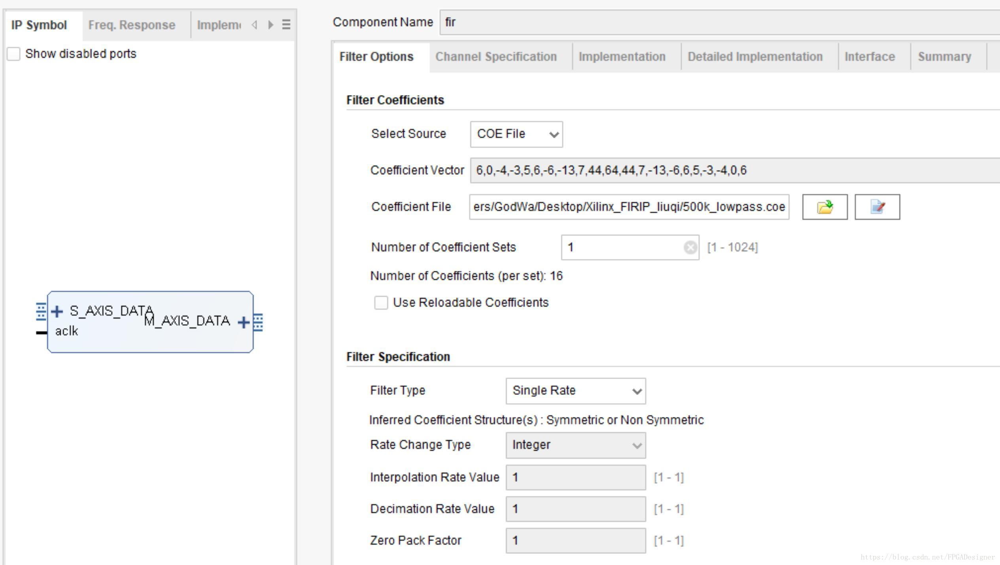 IP Symbol Freq. Response
Show disabled ports
S_AXIS_DATA
M_AXIS_DATA
aclk
Component Name fir
Filter Options Channel Specification Implementation Detailed Implementation Interface Summary
Filter Coefficients
Select Source COE File
Coefficient Vector 6,0,-4,-3,5,6,-6,-13,7,44,64,44,7,-13,-6,6,5,-3,-4,0,6
Coefficient File ers/GodWa/Desktop/Xilinx_FIRIP_liuqi/500k_lowpass.coe
Number of Coefficient Sets 1 [1 - 1024]
Number of Coefficients (per set): 16
Use Reloadable Coefficients
Filter Specification
Filter Type Single Rate
Inferred Coefficient Structure(s) : Symmetric or Non Symmetric
Rate Change Type Integer
Interpolation Rate Value 1 [1 - 1]
Decimation Rate Value 1 [1 - 1]
Zero Pack Factor 1 [1 - 1]
https://blog.csdn.net/FPGADesigner